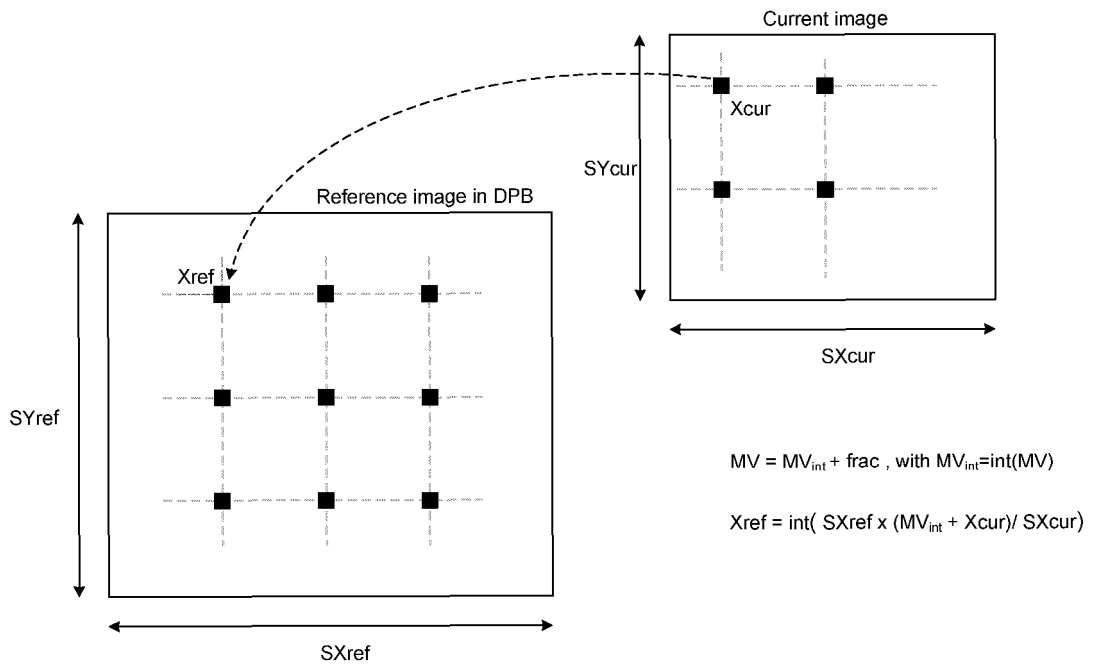 Current image
Xcur
SYcur
Reference image in DPB
Xref
SXcur
SYref
MV = MVint + frac , with MVint=int(MV)
Xref = int( SXref x (MVint + Xcur)/ SXcur)
SXref